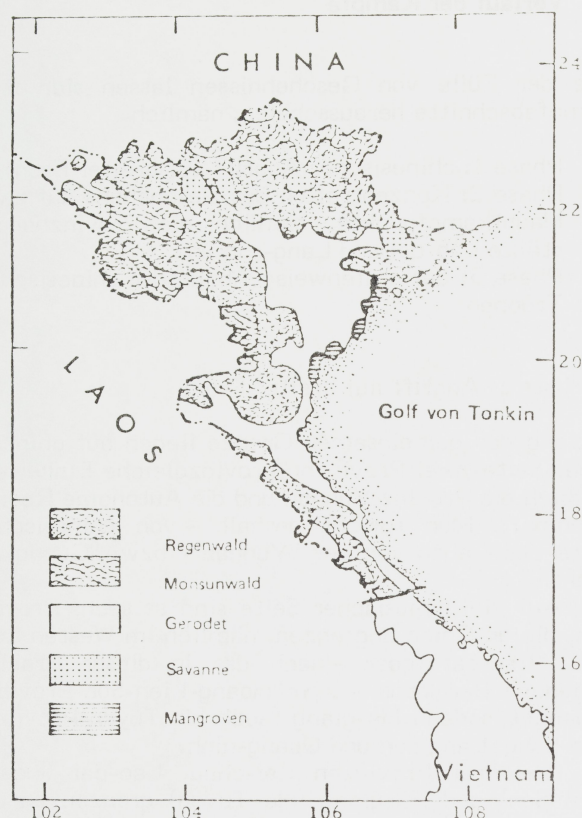 CHINA
24
22
20
LAOS
Golf von Tonkin
18
Regenwald
Monsunwald
Gerodet
Savanne
16
Mangroven
Vietnam
102 104 106 108